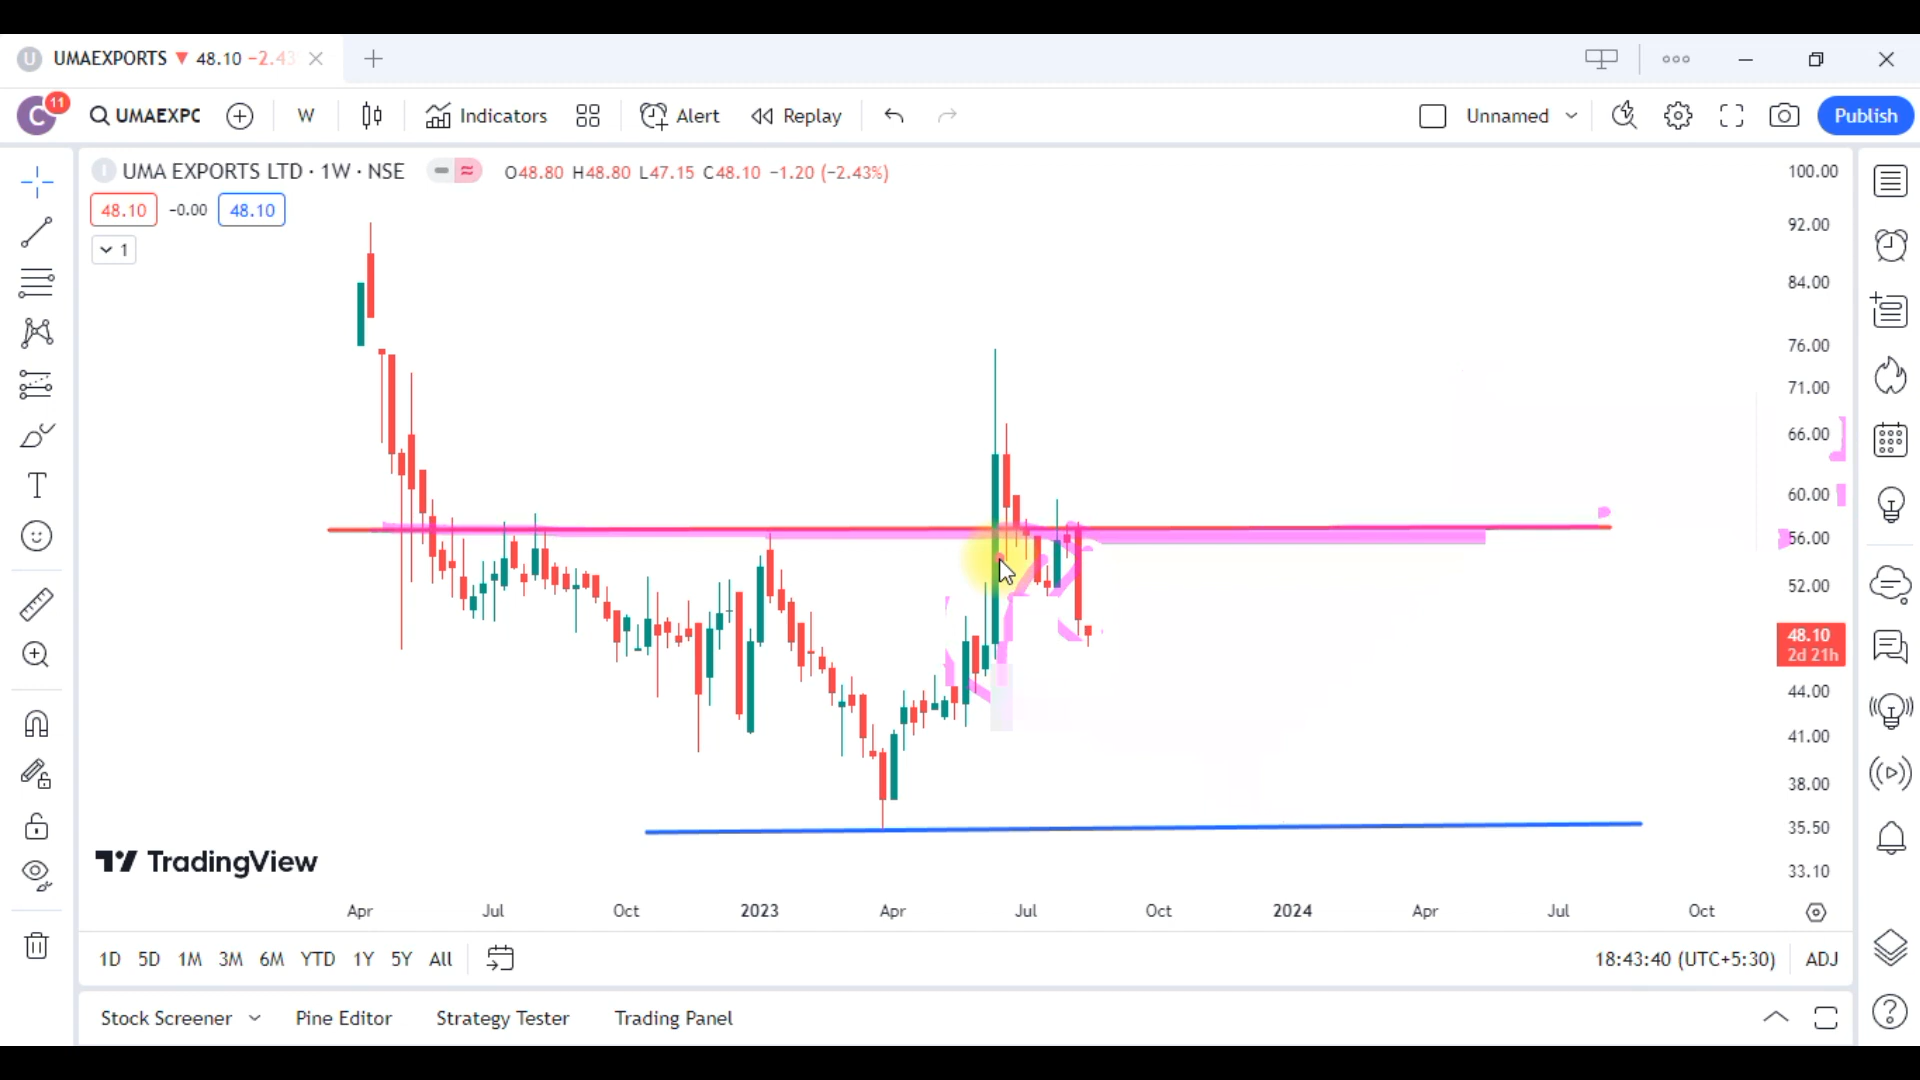 U UMAEXPORTS ▼ 48.10 −2.43
C 11 UMAEXPC W Indicators Alert Replay Unnamed Publish
UMA EXPORTS LTD · 1W · NSE O48.80 H48.80 L47.15 C48.10 −1.20 (−2.43%)
48.10 -0.00 48.10
1
100.00
92.00
84.00
76.00
71.00
66.00
60.00
56.00
52.00
48.10
2d 21h
44.00
41.00
38.00
35.50
33.10
TradingView
Apr Jul Oct 2023 Apr Jul Oct 2024 Apr Jul Oct
1D 5D 1M 3M 6M YTD 1Y 5Y All 18:43:40 (UTC+5:30) ADJ
Stock Screener Pine Editor Strategy Tester Trading Panel